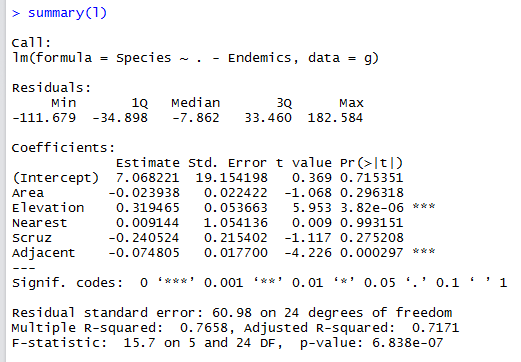 > summary(l)
Call:
lm(formula = Species ~ . - Endemics, data = g)
Residuals:
     Min       1Q   Median       3Q      Max
-111.679  -34.898   -7.862   33.460  182.584
Coefficients:
             Estimate Std. Error t value Pr(>|t|)
(Intercept)  7.068221  19.154198   0.369 0.715351
Area        -0.023938   0.022422  -1.068 0.296318
Elevation    0.319465   0.053663   5.953 3.82e-06 ***
Nearest      0.009144   1.054136   0.009 0.993151
Scruz       -0.240524   0.215402  -1.117 0.275208
Adjacent    -0.074805   0.017700  -4.226 0.000297 ***
---
Signif. codes:  0 ‘***’ 0.001 ‘**’ 0.01 ‘*’ 0.05 ‘.’ 0.1 ‘ ’ 1
Residual standard error: 60.98 on 24 degrees of freedom
Multiple R-squared:  0.7658, Adjusted R-squared:  0.7171
F-statistic:  15.7 on 5 and 24 DF,  p-value: 6.838e-07